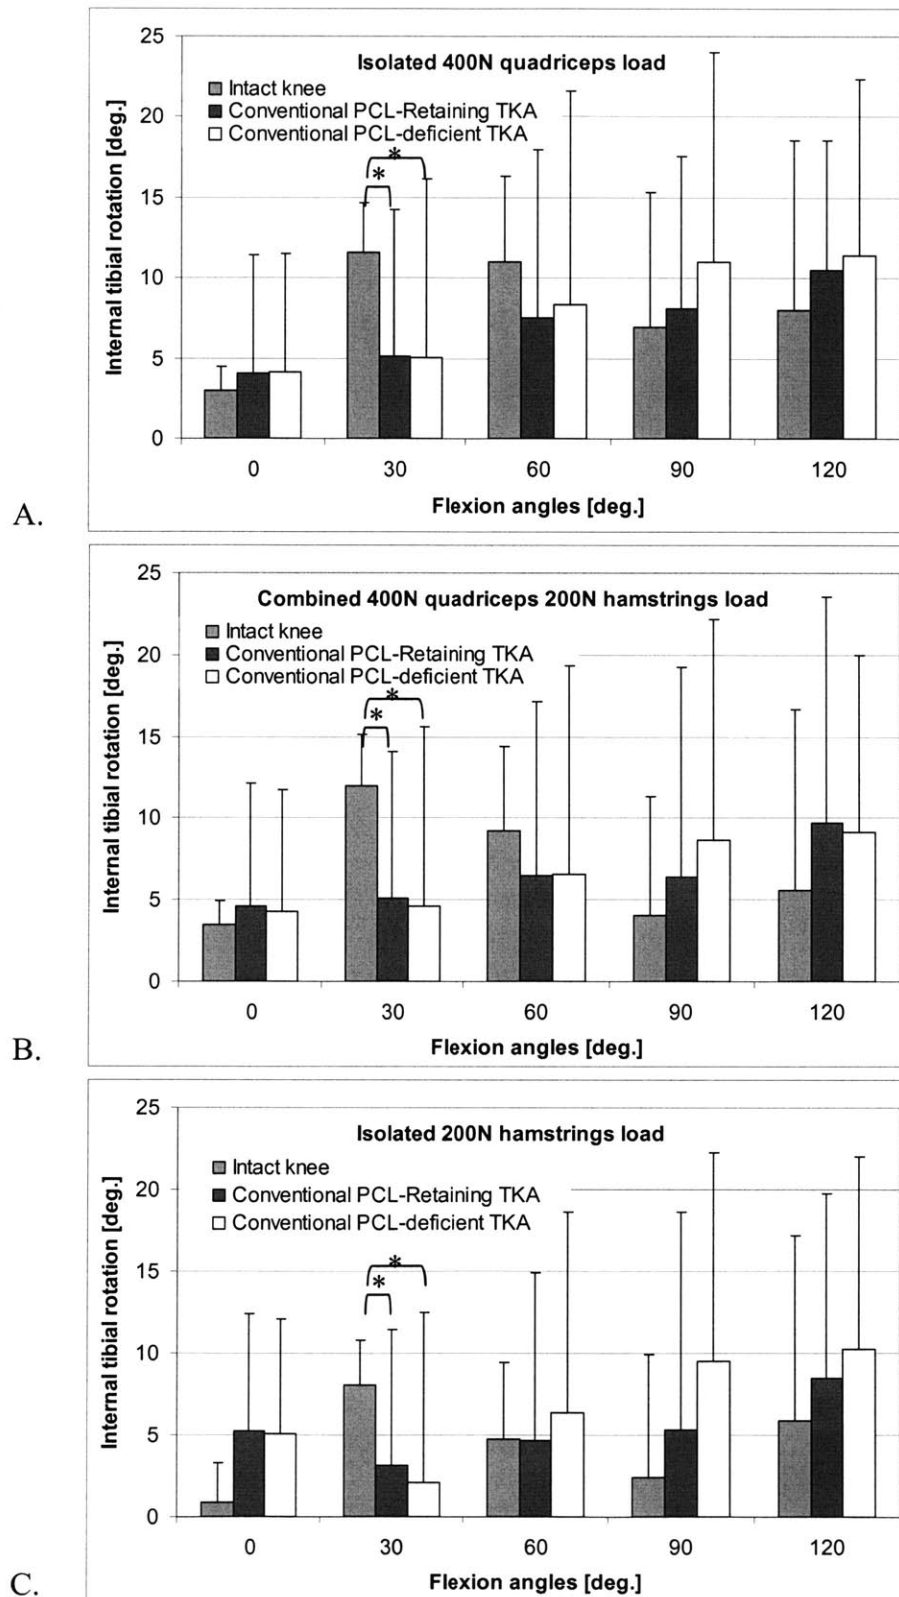 25
20
15
10
5
0
Internal tibial rotation [deg.]
Isolated 400N quadriceps load
Intact knee
Conventional PCL-Retaining TKA
Conventional PCL-deficient TKA
*
*
0 30 60 90 120
Flexion angles [deg.]
A.
25
20
15
10
5
0
Internal tibial rotation [deg.]
Combined 400N quadriceps 200N hamstrings load
Intact knee
Conventional PCL-Retaining TKA
Conventional PCL-deficient TKA
*
*
0 30 60 90 120
Flexion angles [deg.]
B.
25
20
15
10
5
0
Internal tibial rotation [deg.]
Isolated 200N hamstrings load
Intact knee
Conventional PCL-Retaining TKA
Conventional PCL-deficient TKA
*
*
0 30 60 90 120
Flexion angles [deg.]
C.